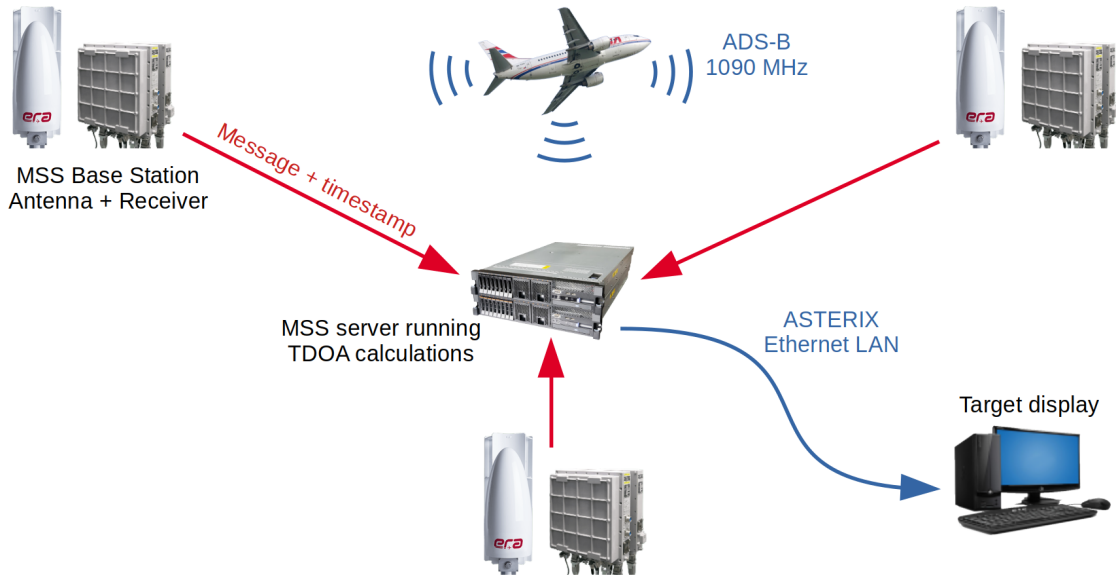 ADS-B
1090 MHz
era
era
MSS Base Station
Antenna + Receiver
Message + timestamp
MSS server running
TDOA calculations
ASTERIX
Ethernet LAN
Target display
era